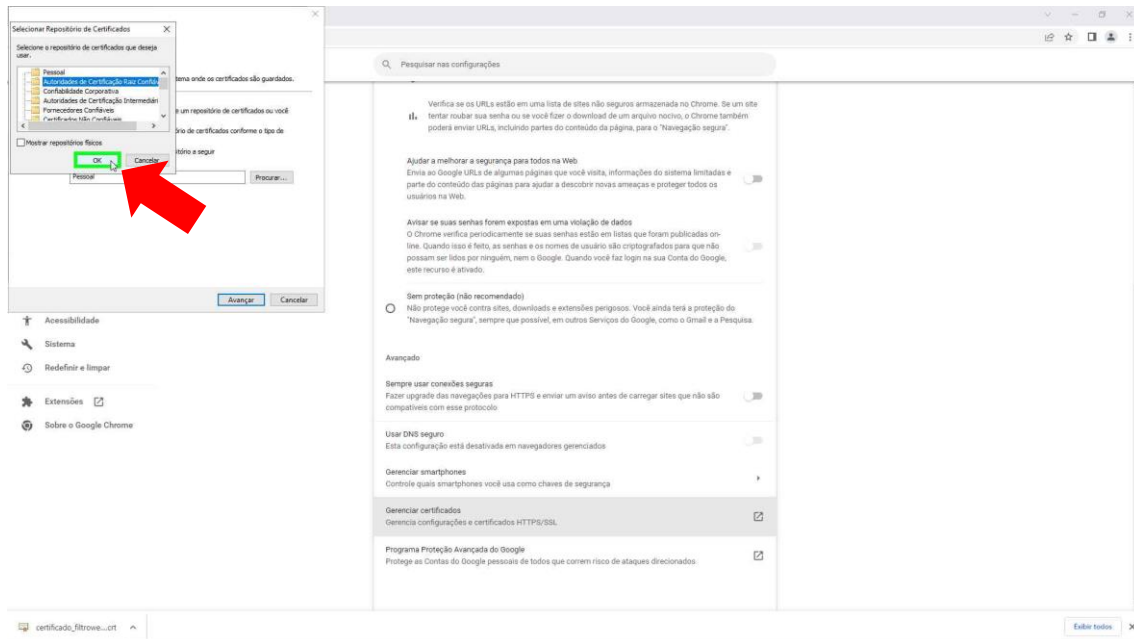 Selecionar Repositório de Certificados
Selecione o repositório de certificados que deseja
usar.
Pessoal
Autoridades de Certificação Raiz Confiáv
Confiabilidade Corporativa
Autoridades de Certificação Intermediári
Fornecedores Confiáveis
Certificados Não Confiáveis
Mostrar repositórios físicos
OK
Cancelar
tema onde os certificados são guardados.
e um repositório de certificados ou você
ório de certificados conforme o tipo de
itório a seguir
Pessoal
Procurar...
Avançar
Cancelar
Acessibilidade
Sistema
Redefinir e limpar
Extensões
Sobre o Google Chrome
Pesquisar nas configurações
Verifica se os URLs estão em uma lista de sites não seguros armazenada no Chrome. Se um site
tentar roubar sua senha ou se você fizer o download de um arquivo nocivo, o Chrome também
poderá enviar URLs, incluindo partes do conteúdo da página, para o "Navegação segura".
Ajudar a melhorar a segurança para todos na Web
Envia ao Google URLs de algumas páginas que você visita, informações do sistema limitadas e
parte do conteúdo das páginas para ajudar a descobrir novas ameaças e proteger todos os
usuários na Web.
Avisar se suas senhas forem expostas em uma violação de dados
O Chrome verifica periodicamente se suas senhas estão em listas que foram publicadas on-
line. Quando isso é feito, as senhas e os nomes de usuário são criptografados para que não
possam ser lidos por ninguém, nem o Google. Quando você faz login na sua Conta do Google,
este recurso é ativado.
Sem proteção (não recomendado)
Não protege você contra sites, downloads e extensões perigosos. Você ainda terá a proteção do
"Navegação segura", sempre que possível, em outros Serviços do Google, como o Gmail e a Pesquisa.
Avançado
Sempre usar conexões seguras
Fazer upgrade das navegações para HTTPS e enviar um aviso antes de carregar sites que não são
compatíveis com esse protocolo
Usar DNS seguro
Esta configuração está desativada em navegadores gerenciados
Gerenciar smartphones
Controle quais smartphones você usa como chaves de segurança
Gerenciar certificados
Gerencia configurações e certificados HTTPS/SSL
Programa Proteção Avançada do Google
Protege as Contas do Google pessoais de todos que correm risco de ataques direcionados.
certificado_filtrowe....crt
Exibir todos